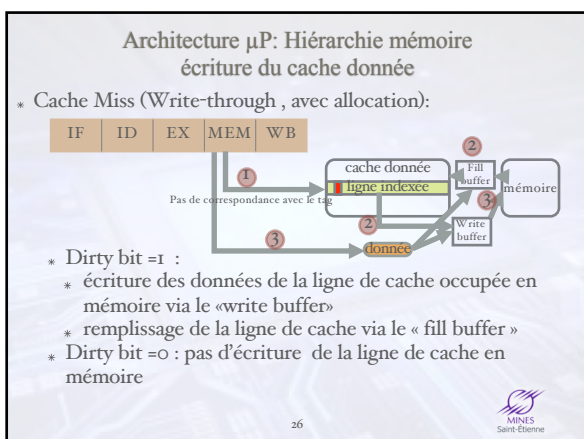 Architecture µP: Hiérarchie mémoire
écriture du cache donnée
* Cache Miss (Write-through , avec allocation):
IF ID EX MEM WB
1
Pas de correspondance avec le tag
cache donnée
ligne indexée
2
Fill
buffer
mémoire
3
2
Write
buffer
3
donnée
* Dirty bit =1 :
* écriture des données de la ligne de cache occupée en
mémoire via le «write buffer»
* remplissage de la ligne de cache via le « fill buffer »
* Dirty bit =0 : pas d'écriture de la ligne de cache en
mémoire
26
MINES
Saint-Étienne